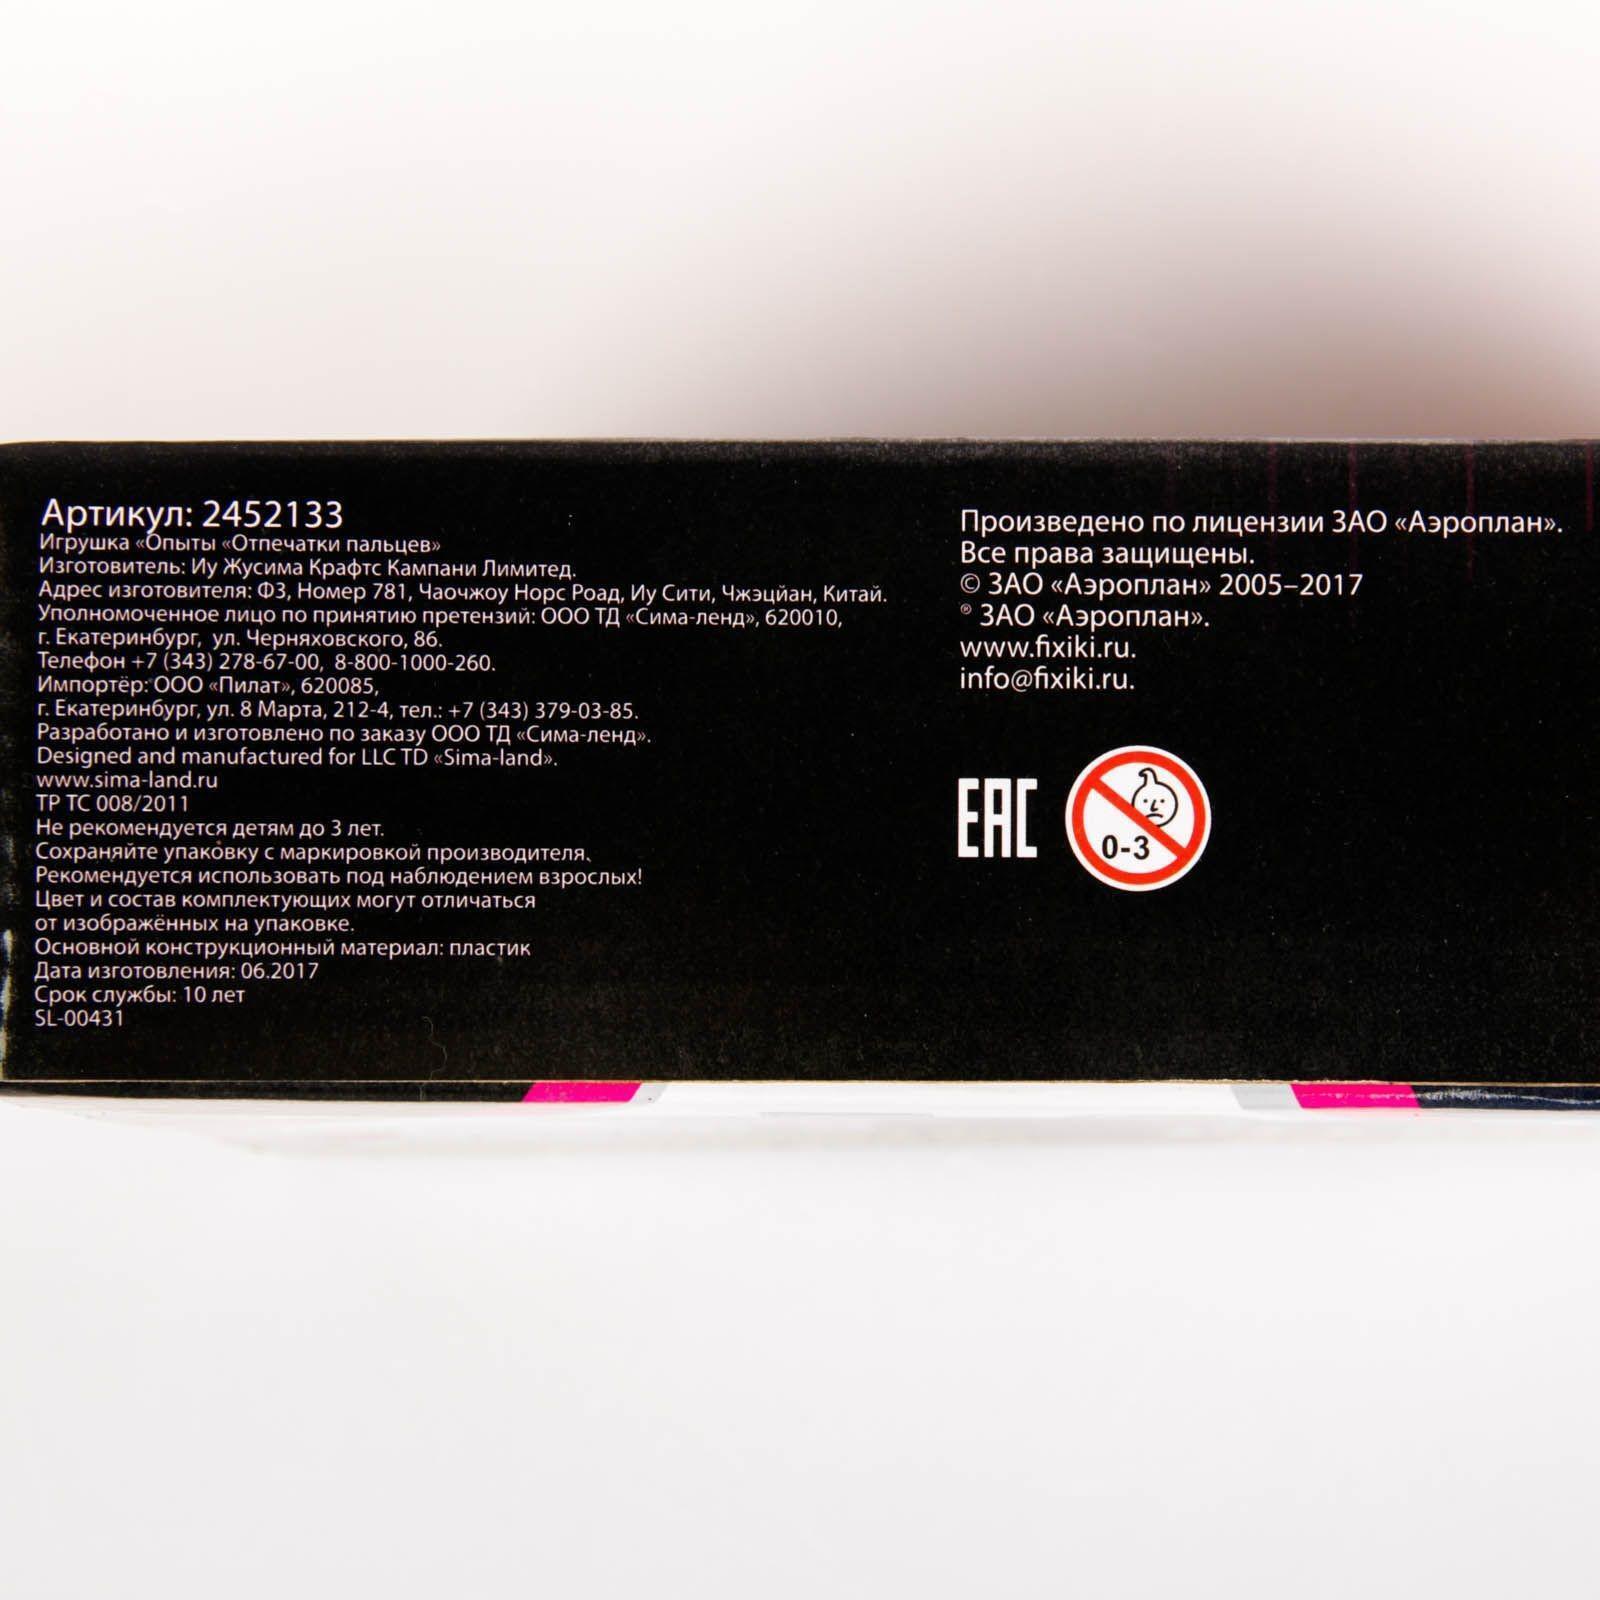 Артикул: 2452133
Игрушка «Опыты «Отпечатки пальцев»
Изготовитель: Иу Жусима Крафтс Кампани Лимитед.
Адрес изготовителя: Ф3, Номер 781, Чаочжоу Норс Роад, Иу Сити, Чжэцйан, Китай.
Уполномоченное лицо по принятию претензий: ООО ТД «Сима-ленд», 620010,
г. Екатеринбург, ул. Черняховского, 86.
Телефон +7 (343) 278-67-00, 8-800-1000-260.
Импортёр: ООО «Пилат», 620085,
г. Екатеринбург, ул. 8 Марта, 212-4, тел.: +7 (343) 379-03-85.
Разработано и изготовлено по заказу ООО ТД «Сима-ленд».
Designed and manufactured for LLC TD «Sima-land».
www.sima-land.ru
ТР ТС 008/2011
Не рекомендуется детям до 3 лет.
Сохраняйте упаковку с маркировкой производителя.
Рекомендуется использовать под наблюдением взрослых!
Цвет и состав комплектующих могут отличаться
от изображённых на упаковке.
Основной конструкционный материал: пластик
Дата изготовления: 06.2017
Срок службы: 10 лет
SL-00431
Произведено по лицензии ЗАО «Аэроплан».
Все права защищены.
© ЗАО «Аэроплан» 2005–2017
® ЗАО «Аэроплан».
www.fixiki.ru.
info@fixiki.ru.
EAC
0-3